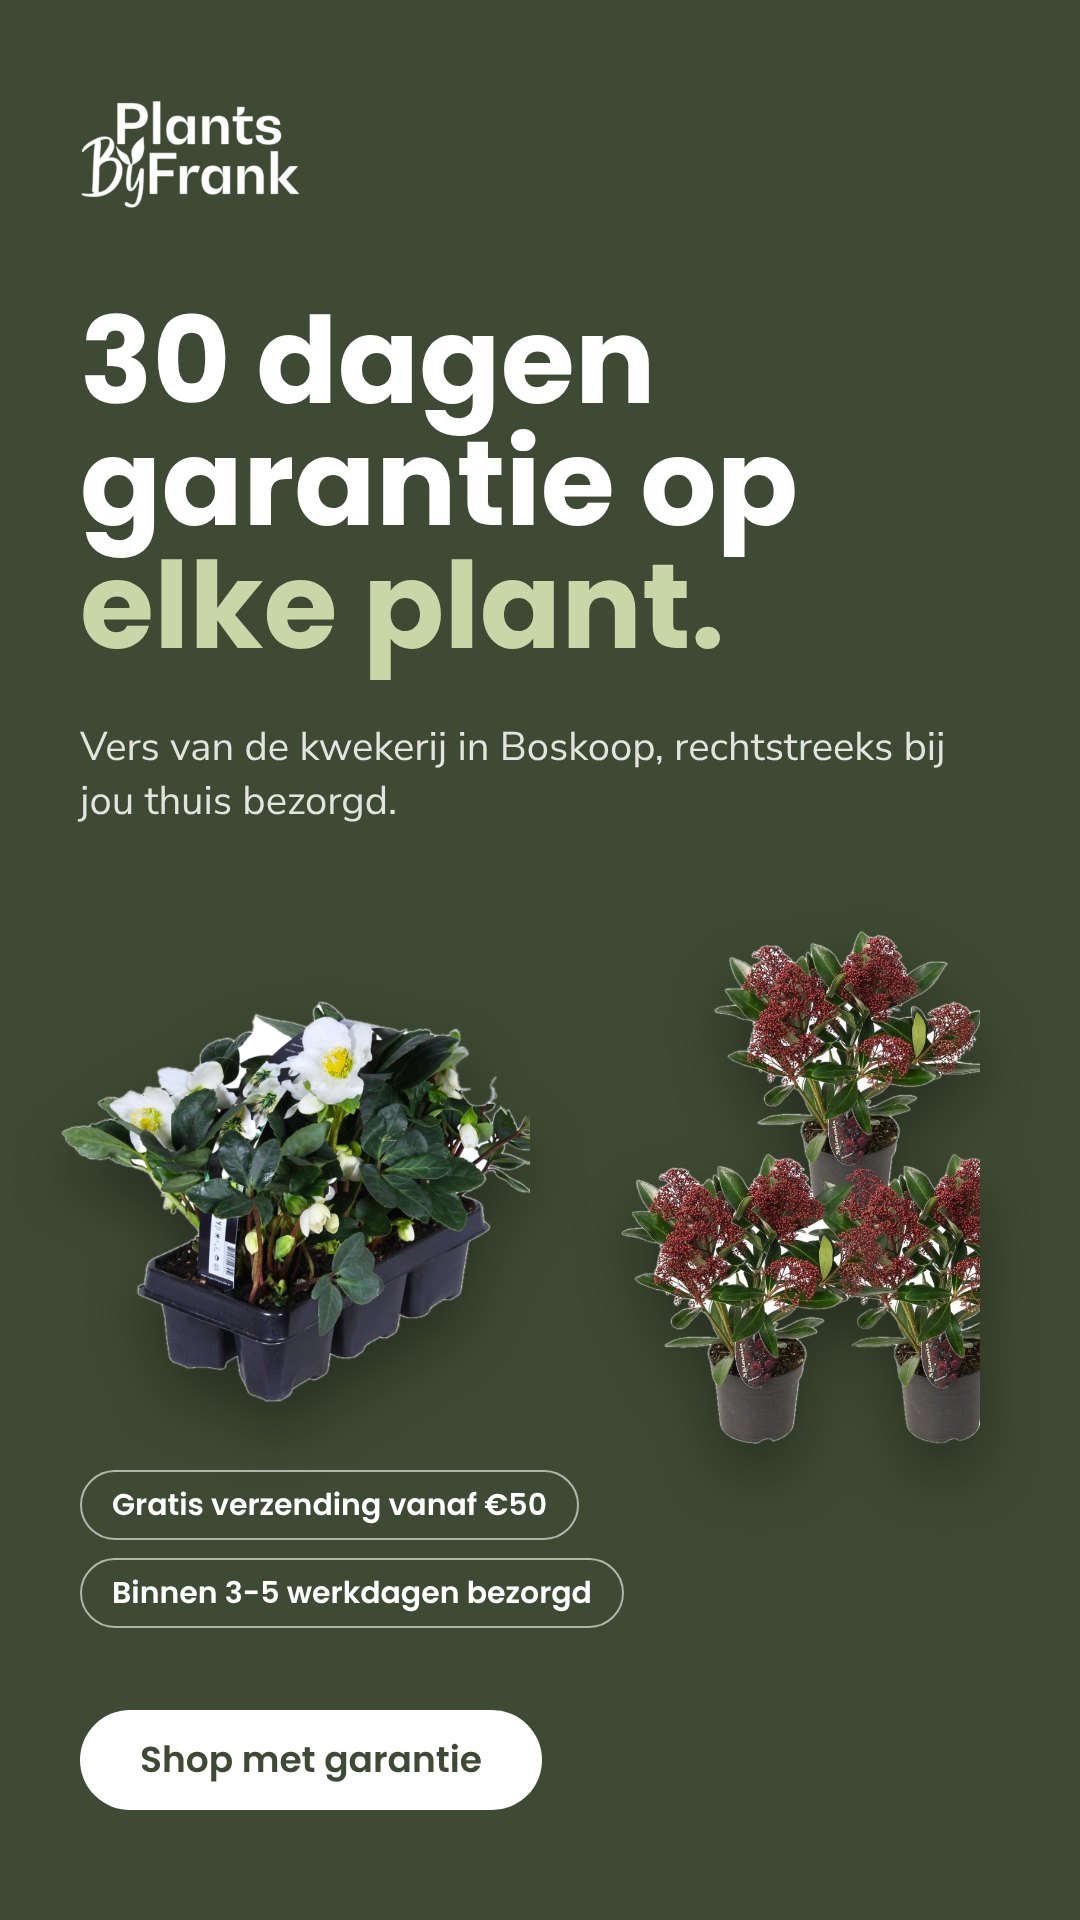 Plants
ByFrank
30 dagen
garantie op
elke plant.
Vers van de kwekerij in Boskoop, rechtstreeks bij
jou thuis bezorgd.
Gratis verzending vanaf €50
Binnen 3-5 werkdagen bezorgd
Shop met garantie